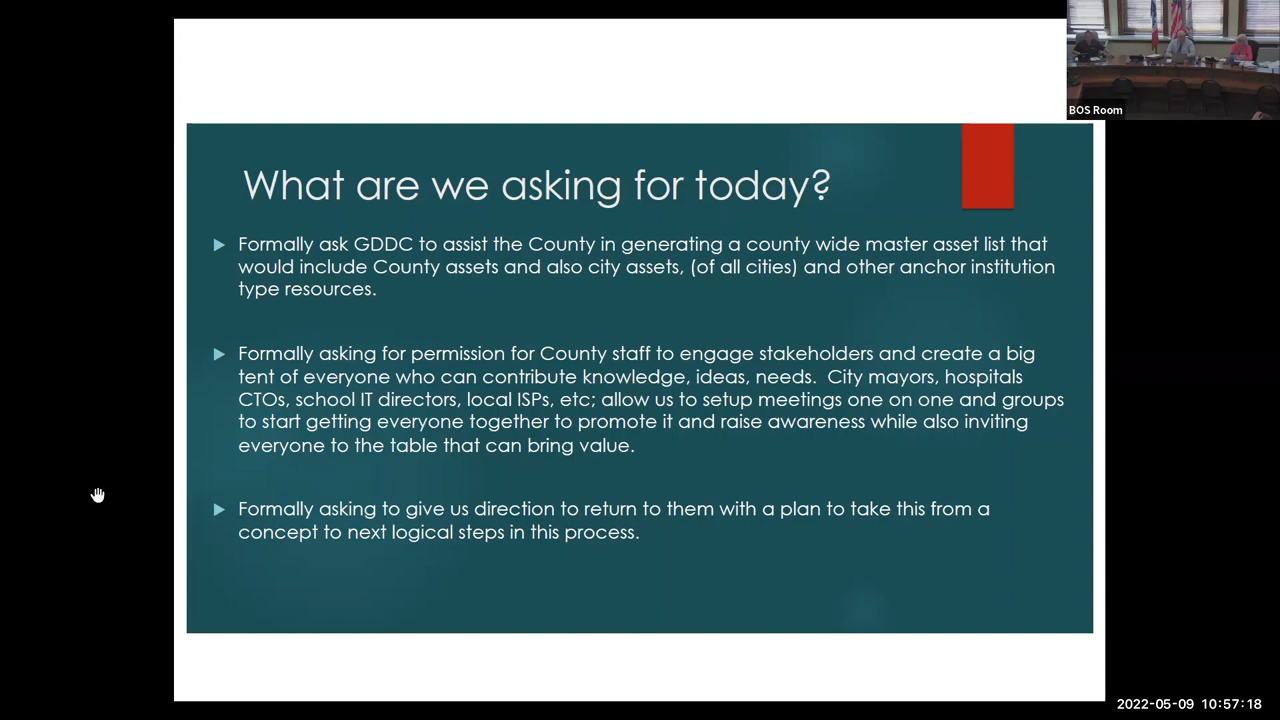 BOS Room
What are we asking for today?
Formally ask GDDC to assist the County in generating a county wide master asset list that
would include County assets and also city assets, (of all cities) and other anchor institution
type resources.
Formally asking for permission for County staff to engage stakeholders and create a big
tent of everyone who can contribute knowledge, ideas, needs.  City mayors, hospitals
CTOs, school IT directors, local ISPs, etc; allow us to setup meetings one on one and groups
to start getting everyone together to promote it and raise awareness while also inviting
everyone to the table that can bring value.
Formally asking to give us direction to return to them with a plan to take this from a
concept to next logical steps in this process.
2022-05-09 10:57:18